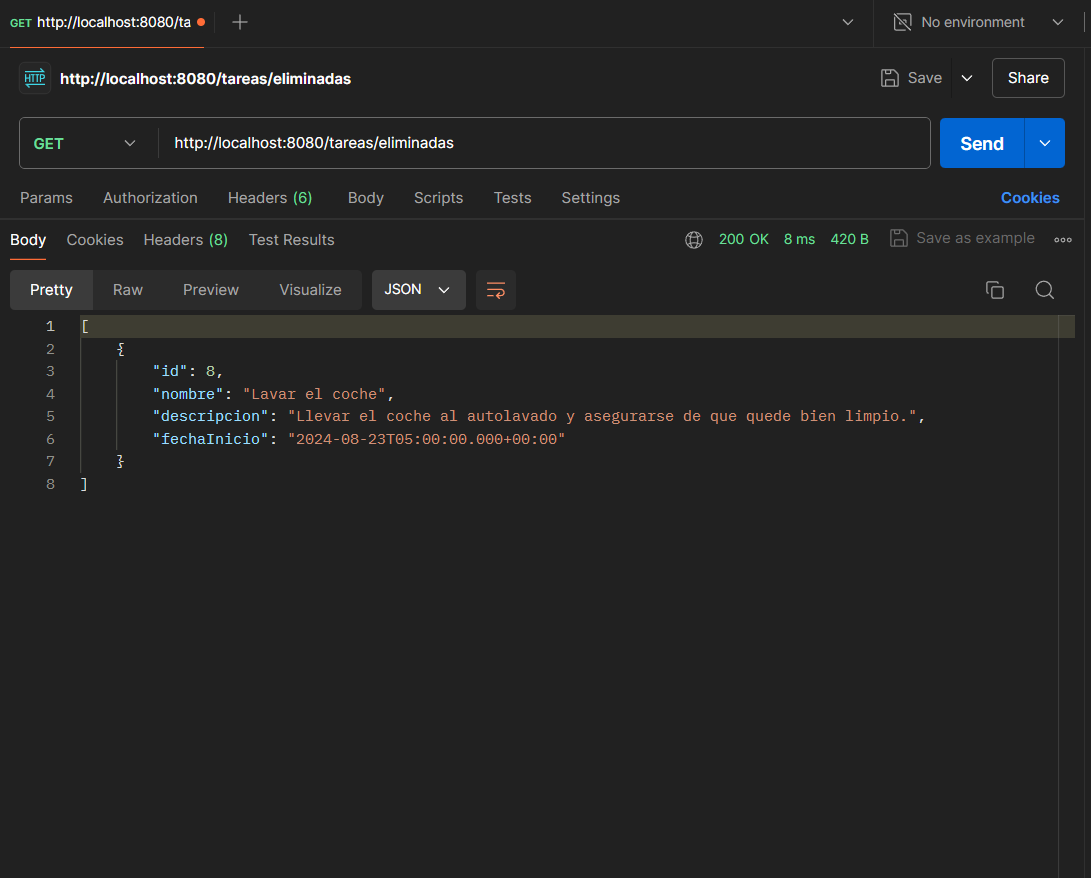 GET http://localhost:8080/ta
No environment
HTTP http://localhost:8080/tareas/eliminadas
Save
Share
GET
http://localhost:8080/tareas/eliminadas
Send
Params Authorization Headers (6) Body Scripts Tests Settings Cookies
Body Cookies Headers (8) Test Results 200 OK 8 ms 420 B Save as example
Pretty Raw Preview Visualize JSON
1 [
2 {
3 "id": 8,
4 "nombre": "Lavar el coche",
5 "descripcion": "Llevar el coche al autolavado y asegurarse de que quede bien limpio.",
6 "fechaInicio": "2024-08-23T05:00:00.000+00:00"
7 }
8 ]